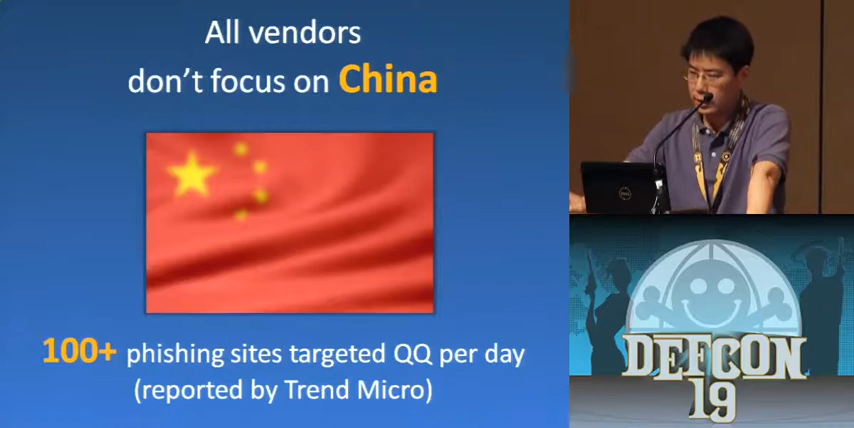 All vendors
don't focus on China
100+ phishing sites targeted QQ per day
(reported by Trend Micro)
DELL
DEFCON
19